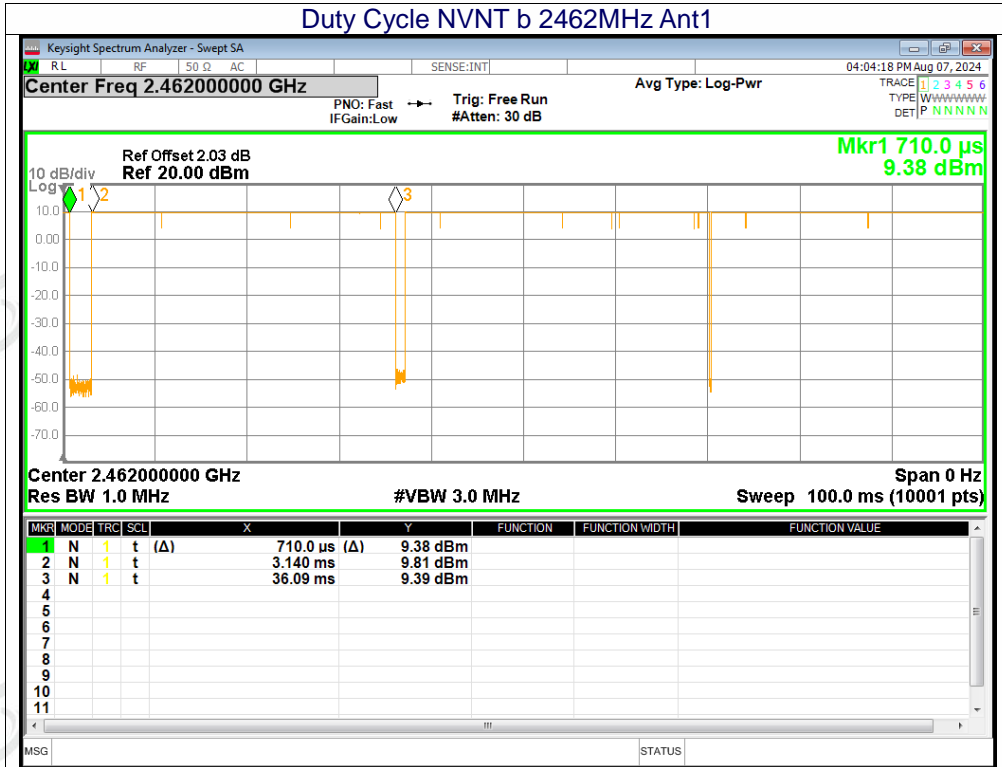 Duty Cycle NVNT b 2462MHz Ant1
Keysight Spectrum Analyzer - Swept SA
LXI RL RF 50 Ω AC SENSE:INT 04:04:18 PM Aug 07, 2024
Center Freq 2.462000000 GHz Avg Type: Log-Pwr TRACE 1 2 3 4 5 6
PNO: Fast Trig: Free Run TYPE WWWWWW
IFGain:Low #Atten: 30 dB DET P N N N N N
Mkr1 710.0 µs
Ref Offset 2.03 dB
10 dB/div Ref 20.00 dBm 9.38 dBm
Log
1 2 3
10.0
0.00
-10.0
-20.0
-30.0
-40.0
-50.0
-60.0
-70.0
Center 2.462000000 GHz Span 0 Hz
Res BW 1.0 MHz #VBW 3.0 MHz Sweep 100.0 ms (10001 pts)
MKR MODE TRC SCL X Y FUNCTION FUNCTION WIDTH FUNCTION VALUE
1 N 1 t (Δ) 710.0 µs (Δ) 9.38 dBm
2 N 1 t 3.140 ms 9.81 dBm
3 N 1 t 36.09 ms 9.39 dBm
4
5
6
7
8
9
10
11
MSG STATUS